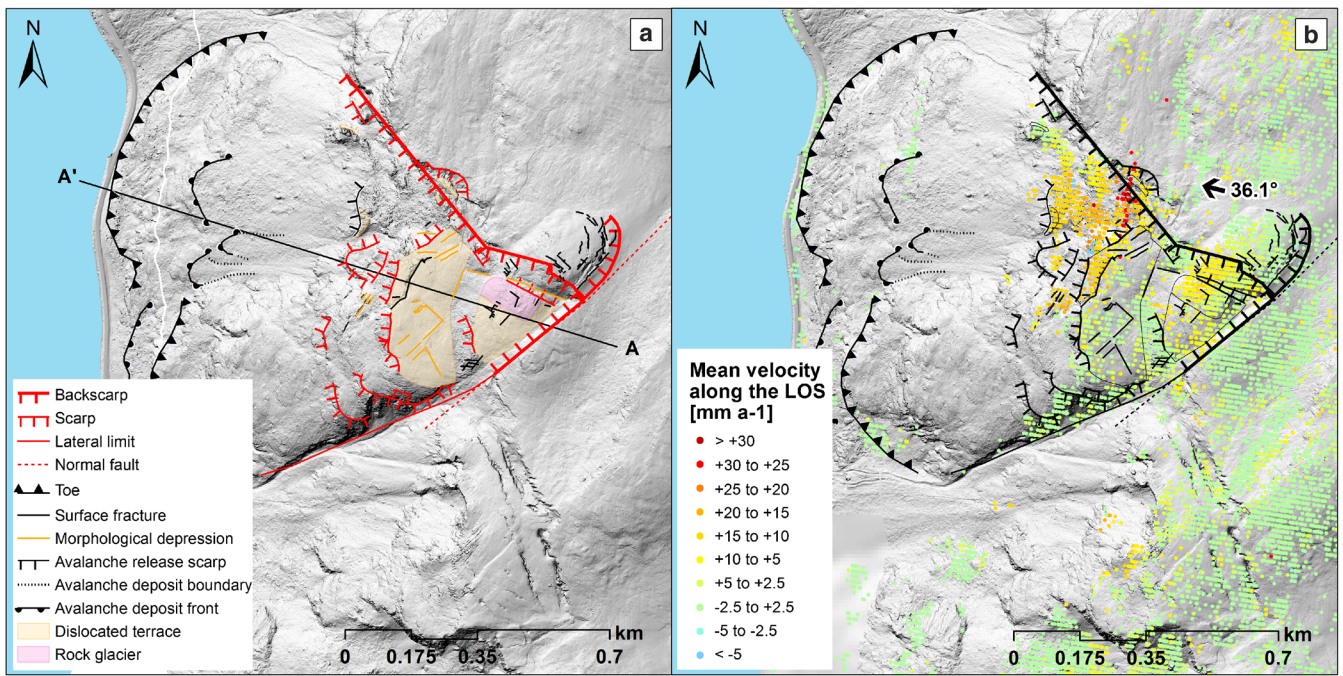 N
a
A'
A
Backscarp
Scarp
Lateral limit
Normal fault
Toe
Surface fracture
Morphological depression
Avalanche release scarp
Avalanche deposit boundary
Avalanche deposit front
Dislocated terrace
Rock glacier
km
0 0.175 0.35 0.7
N
b
36.1°
Mean velocity
along the LOS
[mm a-1]
> +30
+30 to +25
+25 to +20
+20 to +15
+15 to +10
+10 to +5
+5 to +2.5
-2.5 to +2.5
-5 to -2.5
< -5
km
0 0.175 0.35 0.7